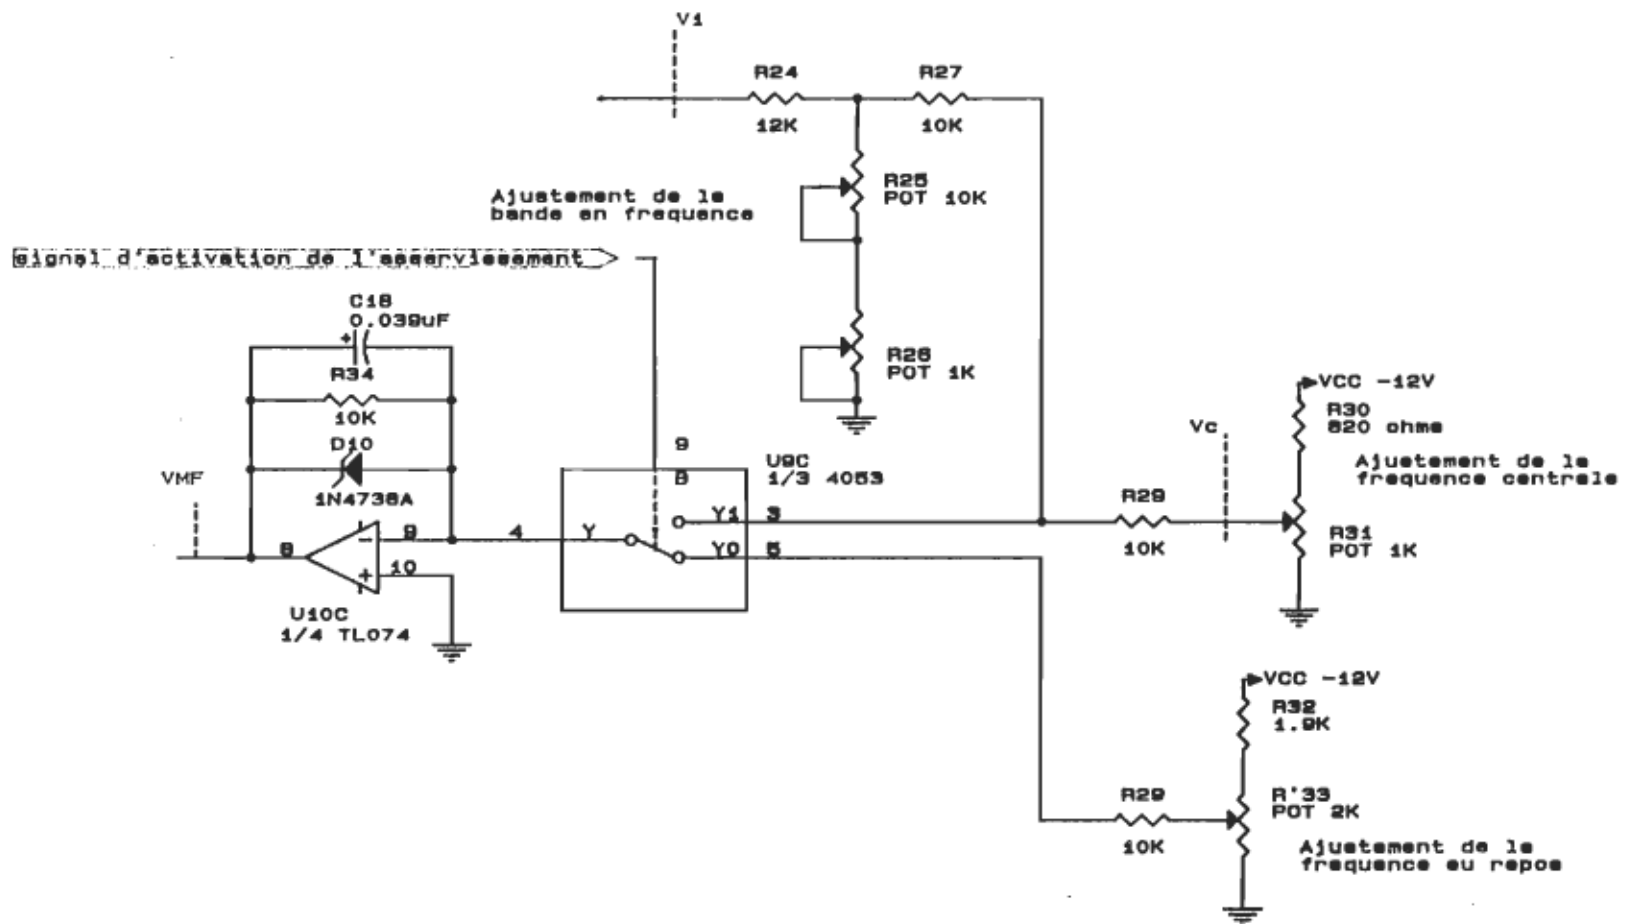 Vi
R24
R27
12K
10K
R25
POT 10K
Ajustement de la
bande en frequence
signal d'activation de l'asservissement
C18
0.039uF
R34
10K
D10
1N4738A
VMF
R26
POT 1K
9
B
U9C
1/3 4053
8
-
9
+
10
4
Y
Y1
3
Y0
5
U10C
1/4 TL074
VCC -12V
R30
820 ohms
Vc
Ajustement de la
frequence centrale
R29
10K
R31
POT 1K
VCC -12V
R32
1.9K
R29
10K
R'33
POT 2K
Ajustement de la
frequence au repos